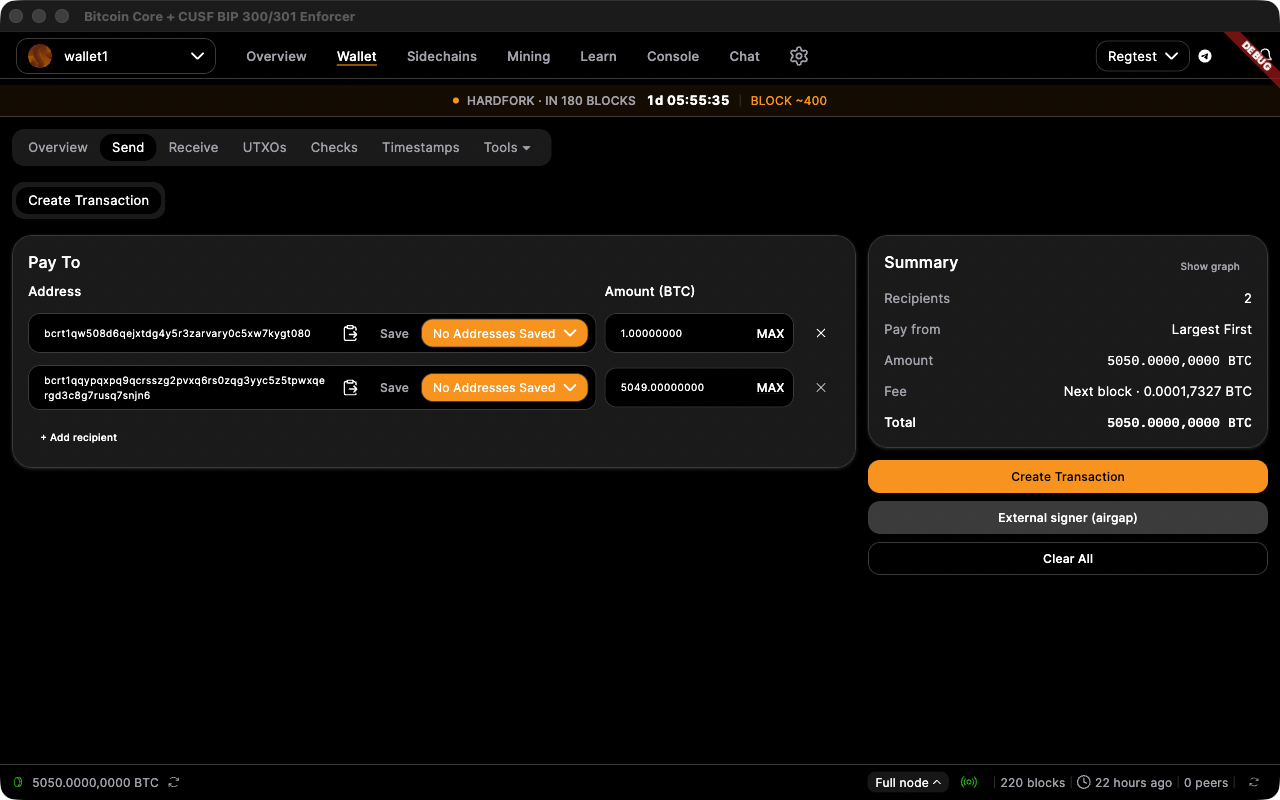 Bitcoin Core + CUSF BIP 300/301 Enforcer
wallet1
Overview Wallet Sidechains Mining Learn Console Chat
Regtest
DEBUG
HARDFORK · IN 180 BLOCKS 1d 05:55:35 BLOCK ~400
Overview Send Receive UTXOs Checks Timestamps Tools
Create Transaction
Pay To
Address Amount (BTC)
bcrt1qw508d6qejxtdg4y5r3zarvary0c5xw7kygt080 Save No Addresses Saved 1.00000000 MAX
bcrt1qqypqxpq9qcrsszg2pvxq6rs0zqg3yyc5z5tpwxqe
rgd3c8g7rusq7snjn6 Save No Addresses Saved 5049.00000000 MAX
+ Add recipient
Summary Show graph
Recipients 2
Pay from Largest First
Amount 5050.0000,0000 BTC
Fee Next block · 0.0001,7327 BTC
Total 5050.0000,0000 BTC
Create Transaction
External signer (airgap)
Clear All
5050.0000,0000 BTC Full node 220 blocks 22 hours ago 0 peers